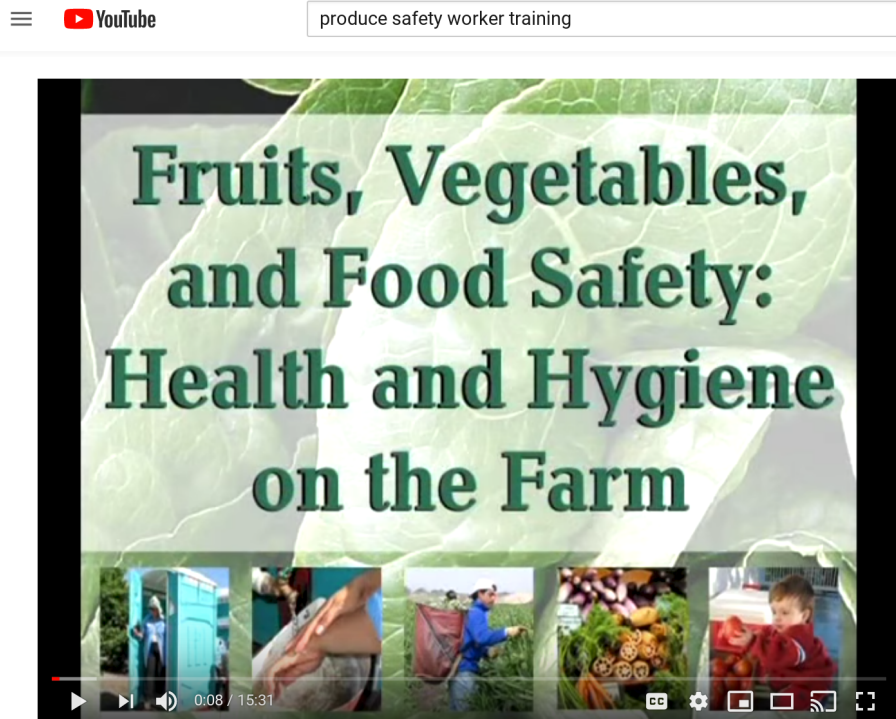 YouTube
produce safety worker training
Fruits, Vegetables,
and Food Safety:
Health and Hygiene
on the Farm
0:08 / 15:31
CC